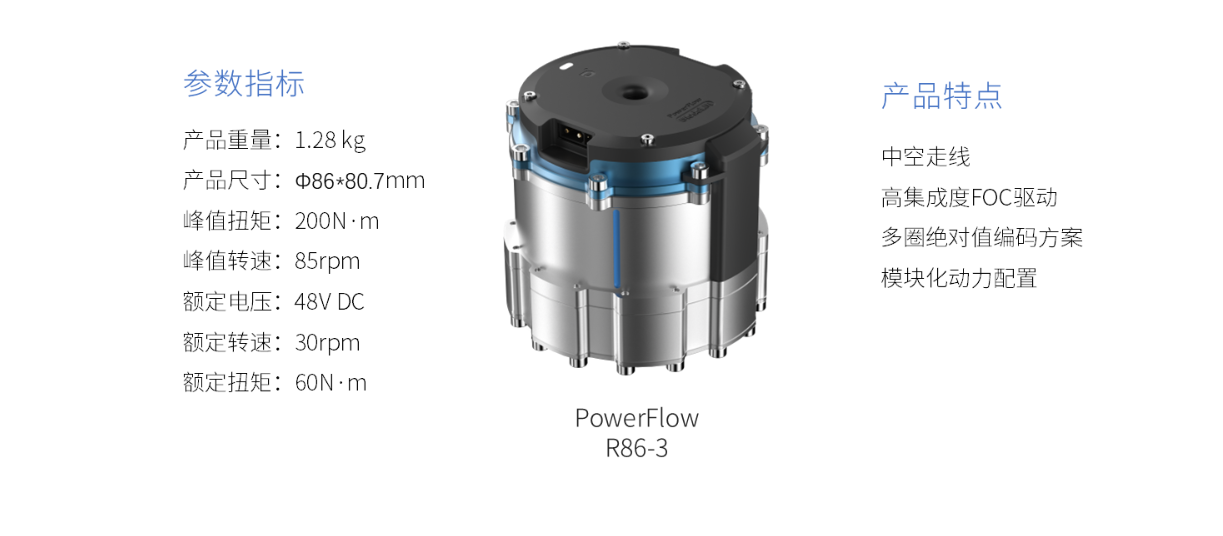 参数指标
产品重量：1.28 kg
产品尺寸：Φ86*80.7mm
峰值扭矩：200N·m
峰值转速：85rpm
额定电压：48V DC
额定转速：30rpm
额定扭矩：60N·m
PowerFlow
PowerFlow
R86-3
产品特点
中空走线
高集成度FOC驱动
多圈绝对值编码方案
模块化动力配置